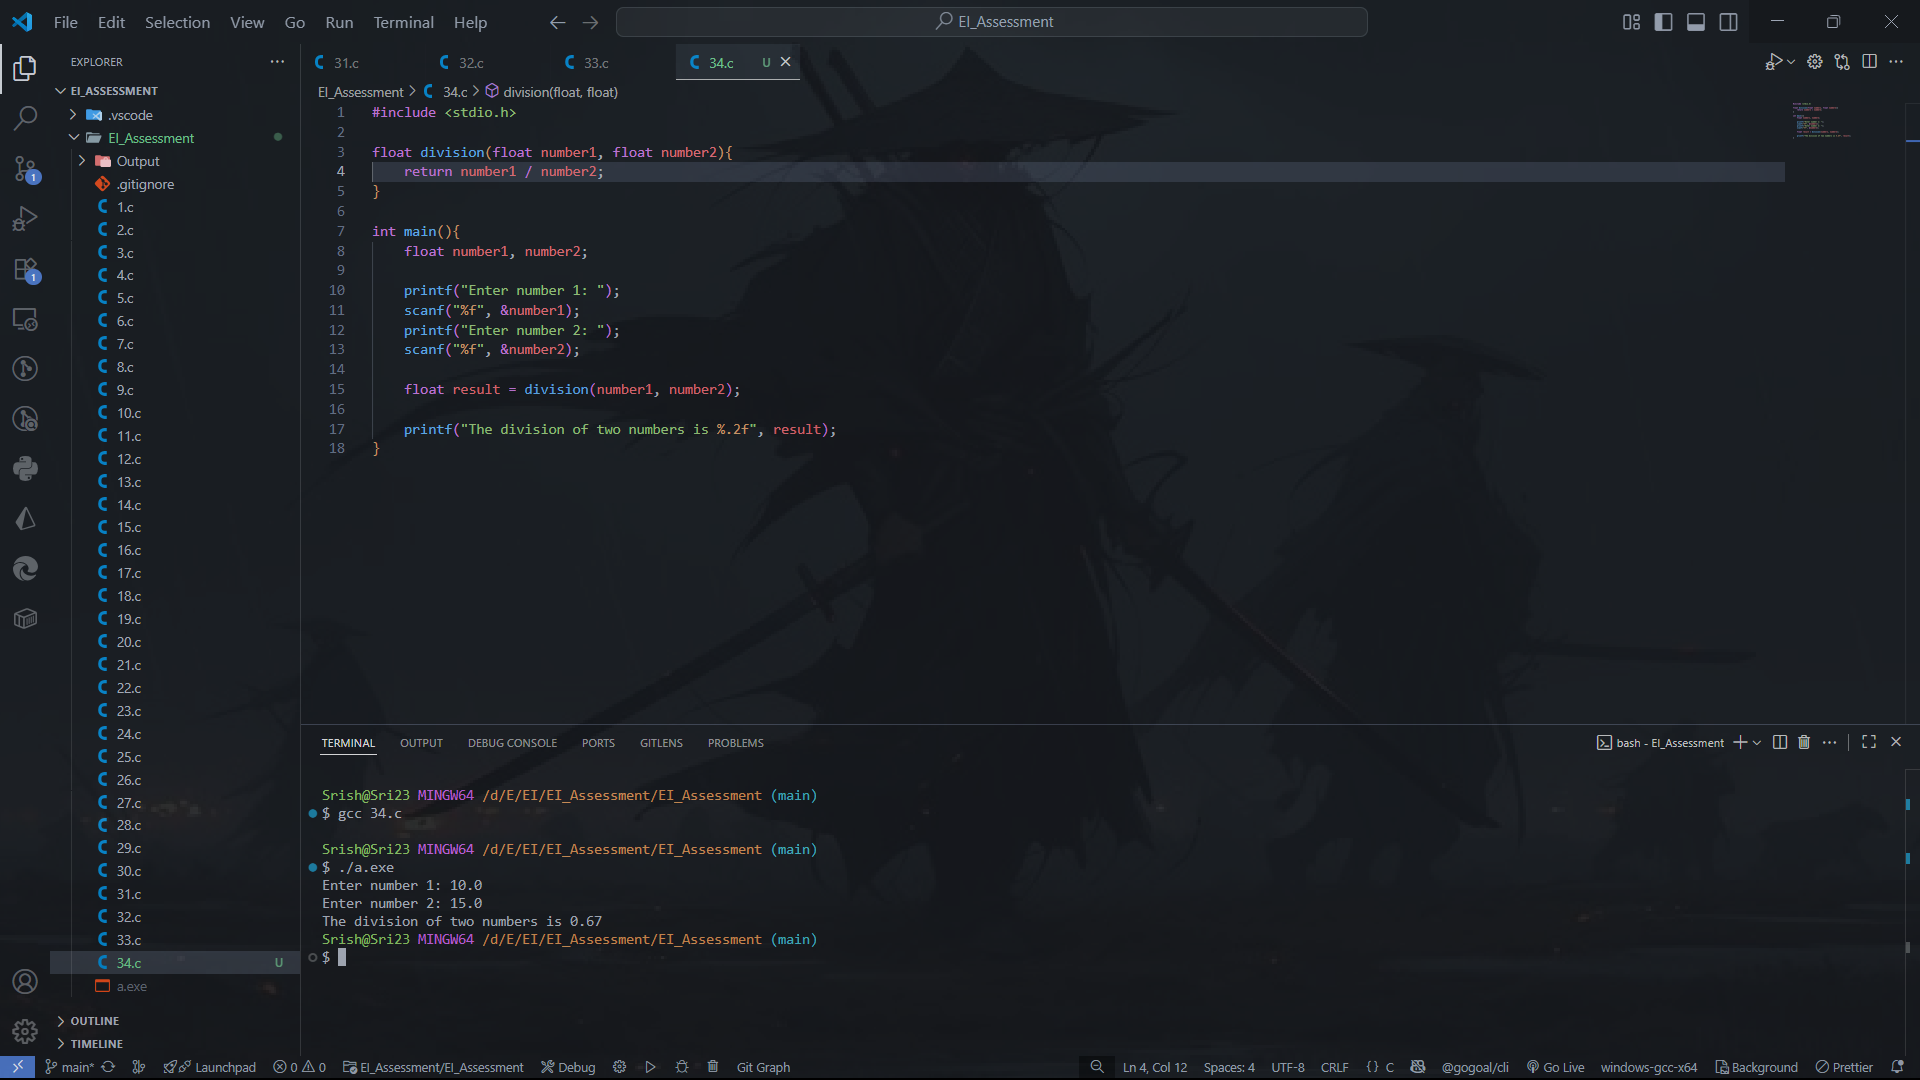 File Edit Selection View Go Run Terminal Help
EI_Assessment
EXPLORER
EI_ASSESSMENT
.vscode
EI_Assessment
Output
.gitignore
1.c
2.c
3.c
4.c
5.c
6.c
7.c
8.c
9.c
10.c
11.c
12.c
13.c
14.c
15.c
16.c
17.c
18.c
19.c
20.c
21.c
22.c
23.c
24.c
25.c
26.c
27.c
28.c
29.c
30.c
31.c
32.c
33.c
34.c U
a.exe
OUTLINE
TIMELINE
1
1
31.c 32.c 33.c 34.c U
EI_Assessment > 34.c > division(float, float)
1 #include <stdio.h>
2
3 float division(float number1, float number2){
4 return number1 / number2;
5 }
6
7 int main(){
8 float number1, number2;
9
10 printf("Enter number 1: ");
11 scanf("%f", &number1);
12 printf("Enter number 2: ");
13 scanf("%f", &number2);
14
15 float result = division(number1, number2);
16
17 printf("The division of two numbers is %.2f", result);
18 }
TERMINAL OUTPUT DEBUG CONSOLE PORTS GITLENS PROBLEMS
bash - EI_Assessment
Srish@Sri23 MINGW64 /d/E/EI/EI_Assessment/EI_Assessment (main)
$ gcc 34.c
Srish@Sri23 MINGW64 /d/E/EI/EI_Assessment/EI_Assessment (main)
$ ./a.exe
Enter number 1: 10.0
Enter number 2: 15.0
The division of two numbers is 0.67
Srish@Sri23 MINGW64 /d/E/EI/EI_Assessment/EI_Assessment (main)
$
main* Launchpad 0 0 EI_Assessment/EI_Assessment Debug Git Graph Ln 4, Col 12 Spaces: 4 UTF-8 CRLF { } C @gogoal/cli Go Live windows-gcc-x64 Background Prettier